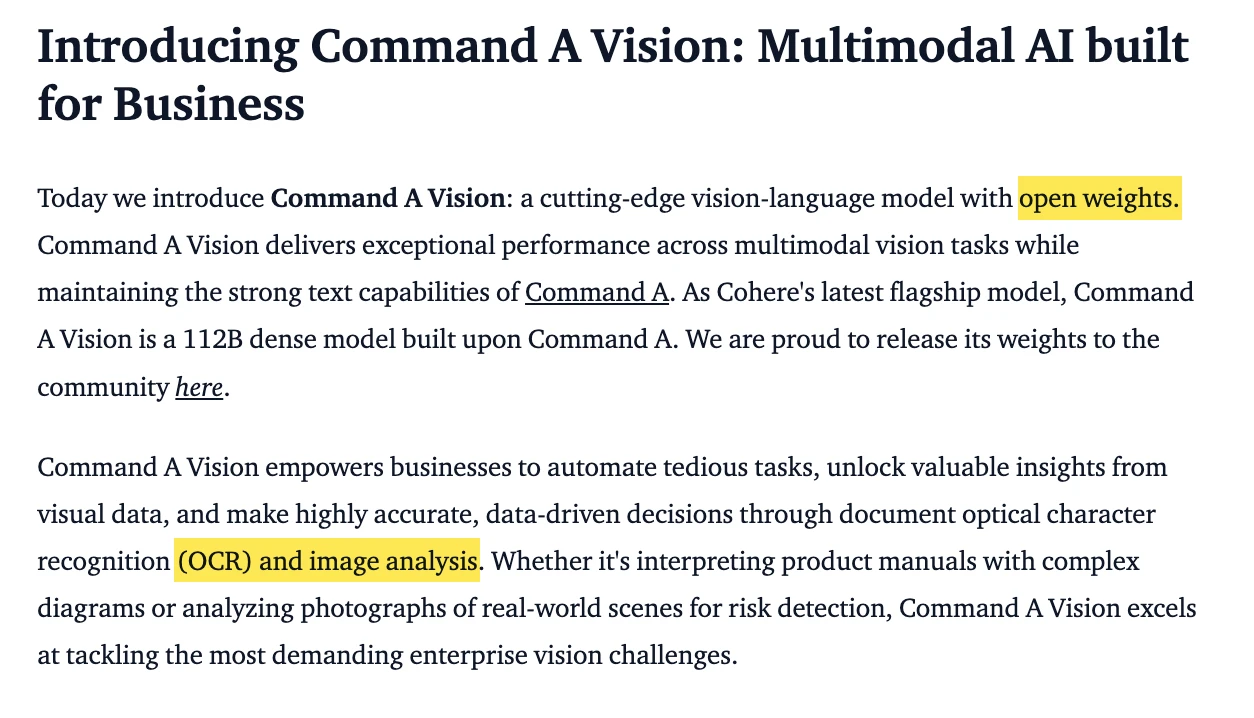 Introducing Command A Vision: Multimodal AI built
for Business
Today we introduce Command A Vision: a cutting-edge vision-language model with open weights.
Command A Vision delivers exceptional performance across multimodal vision tasks while
maintaining the strong text capabilities of Command A. As Cohere's latest flagship model, Command
A Vision is a 112B dense model built upon Command A. We are proud to release its weights to the
community here.
Command A Vision empowers businesses to automate tedious tasks, unlock valuable insights from
visual data, and make highly accurate, data-driven decisions through document optical character
recognition (OCR) and image analysis. Whether it's interpreting product manuals with complex
diagrams or analyzing photographs of real-world scenes for risk detection, Command A Vision excels
at tackling the most demanding enterprise vision challenges.